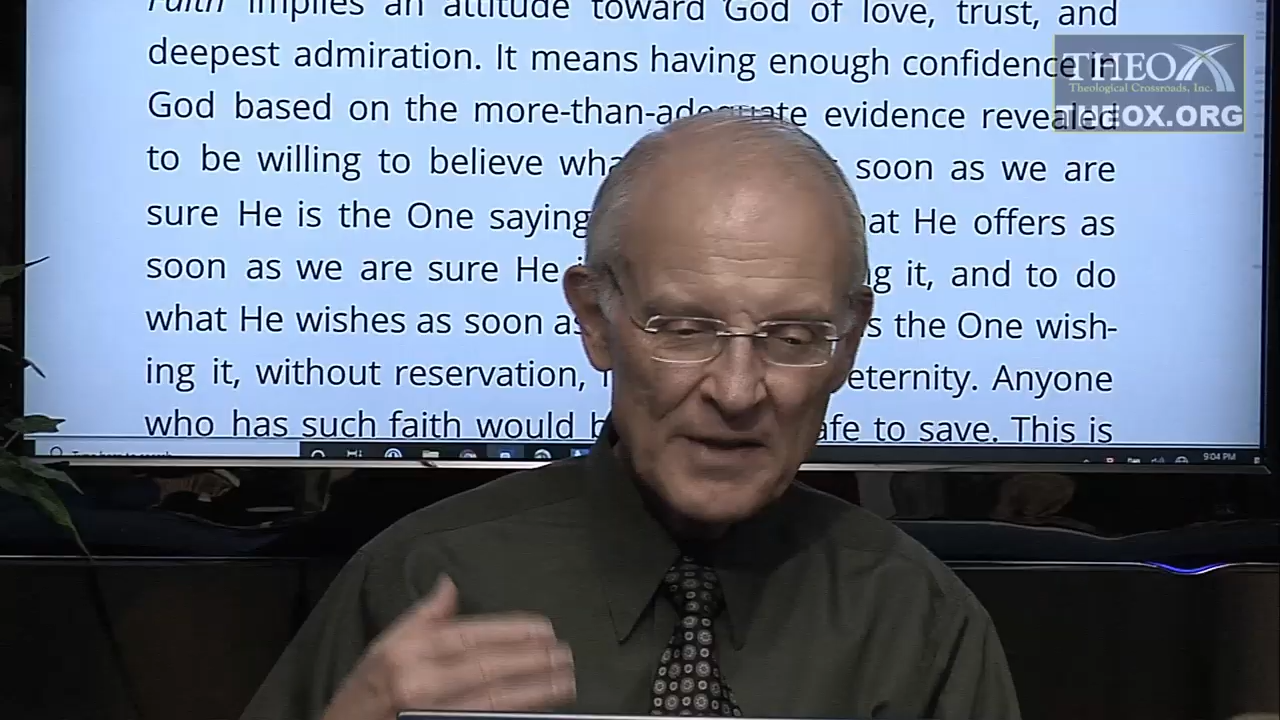 Faith implies an attitude toward God of love, trust, and
deepest admiration. It means having enough confidence in
God based on the more-than-adequate evidence revealed
to be willing to believe soon as we are
sure He is the One saying He offers as
soon as we are sure He it, and to do
what He wishes as soon the One wish-
ing it, without reservation, eternity. Anyone
who has such faith would to save. This is
THEOX
Theological Crossroads, Inc.
THEOX.ORG
9:04 PM